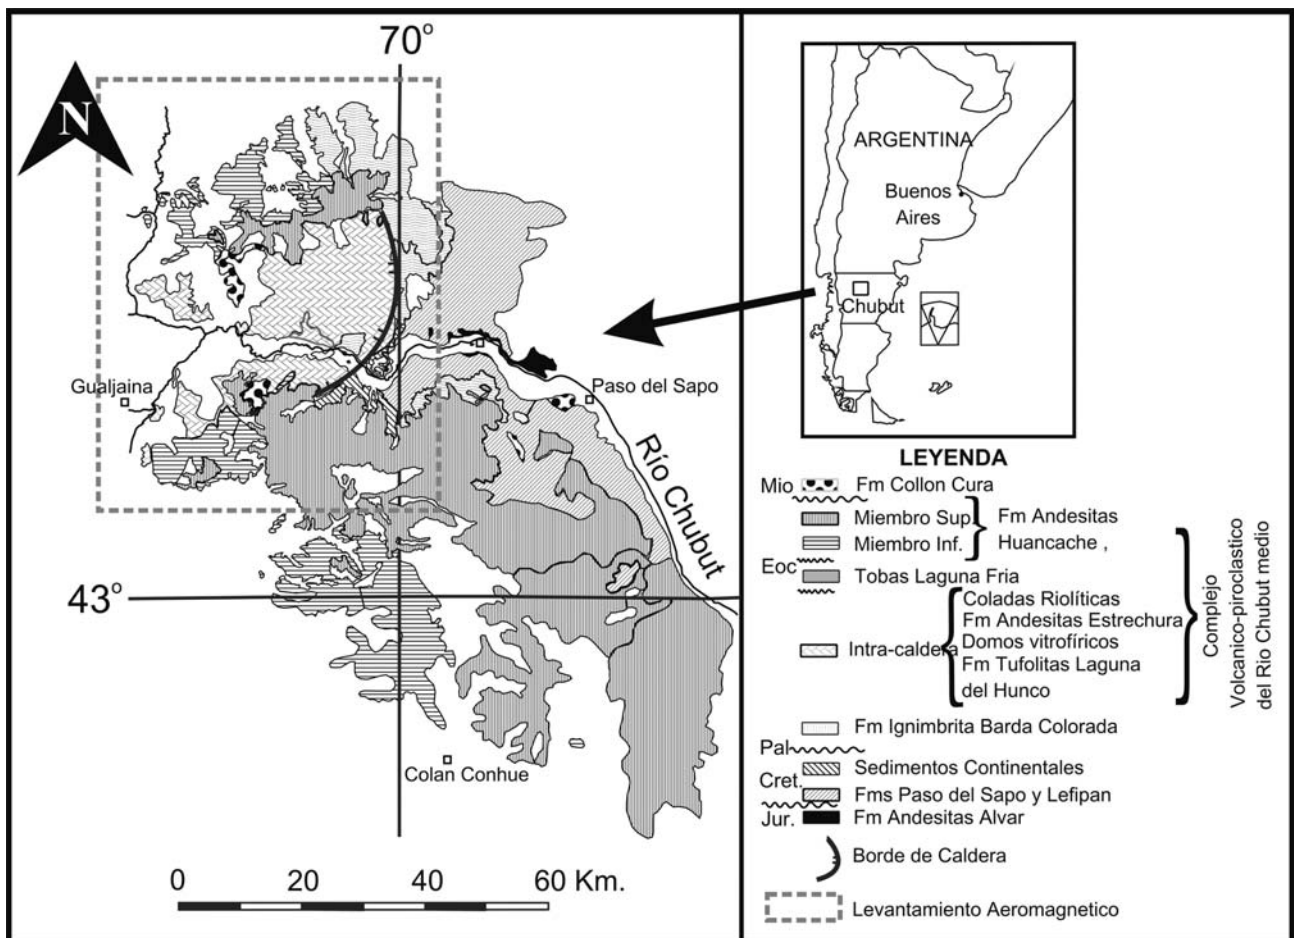 70°
N
Gualjaina
Paso del Sapo
Río Chubut
43°
Colan Conhue
0 20 40 60 Km.
ARGENTINA
Buenos
Aires
Chubut
LEYENDA
Mio Fm Collon Cura
Miembro Sup. Fm Andesitas
Miembro Inf. Huancache ,
Eoc
Tobas Laguna Fria
Coladas Riolíticas
Fm Andesitas Estrechura
Domos vitrofíricos
Intra-caldera
Fm Tufolitas Laguna
del Hunco
Complejo
Volcanico-piroclastico
del Rio Chubut medio
Fm Ignimbrita Barda Colorada
Pal
Sedimentos Continentales
Cret.
Fms Paso del Sapo y Lefipan
Jur. Fm Andesitas Alvar
Borde de Caldera
Levantamiento Aeromagnetico